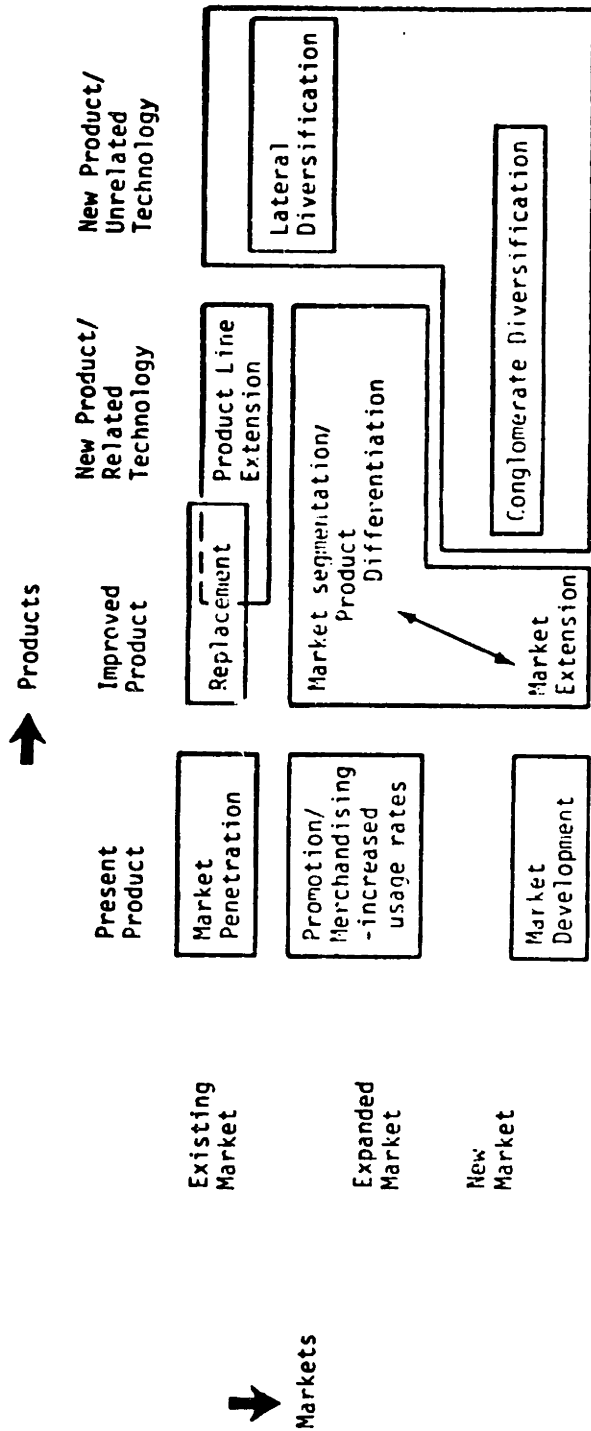 Products
Present
Product
Improved
Product
New Product/
Related
Technology
New Product/
Unrelated
Technology
Markets
Existing
Market
Market
Penetration
Replacement
Product Line
Extension
Lateral
Diversification
Expanded
Market
Promotion/
Merchandising
-increased
usage rates
Market segmentation/
Product
Differentiation
New
Market
Market
Development
Market
Extension
Conglomerate Diversification